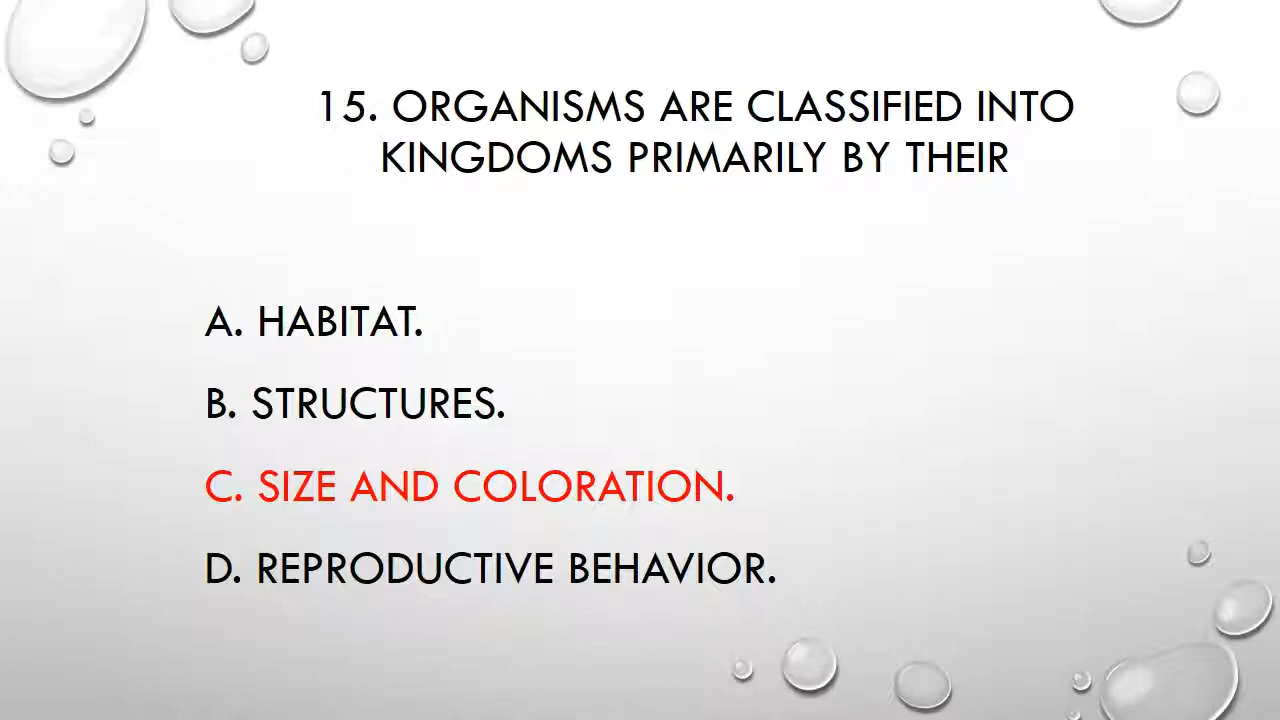 15. ORGANISMS ARE CLASSIFIED INTO
KINGDOMS PRIMARILY BY THEIR
A. HABITAT.
B. STRUCTURES.
C. SIZE AND COLORATION.
D. REPRODUCTIVE BEHAVIOR.